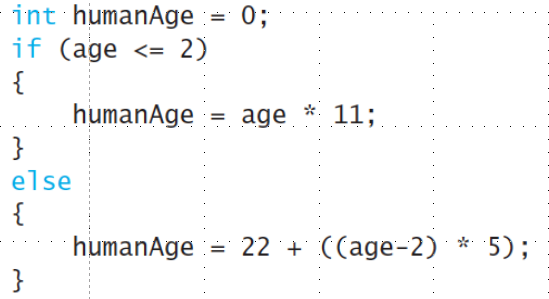 int humanAge = 0;
if (age <= 2)
{
    humanAge = age * 11;
}
else
{
    humanAge = 22 + ((age-2) * 5);
}